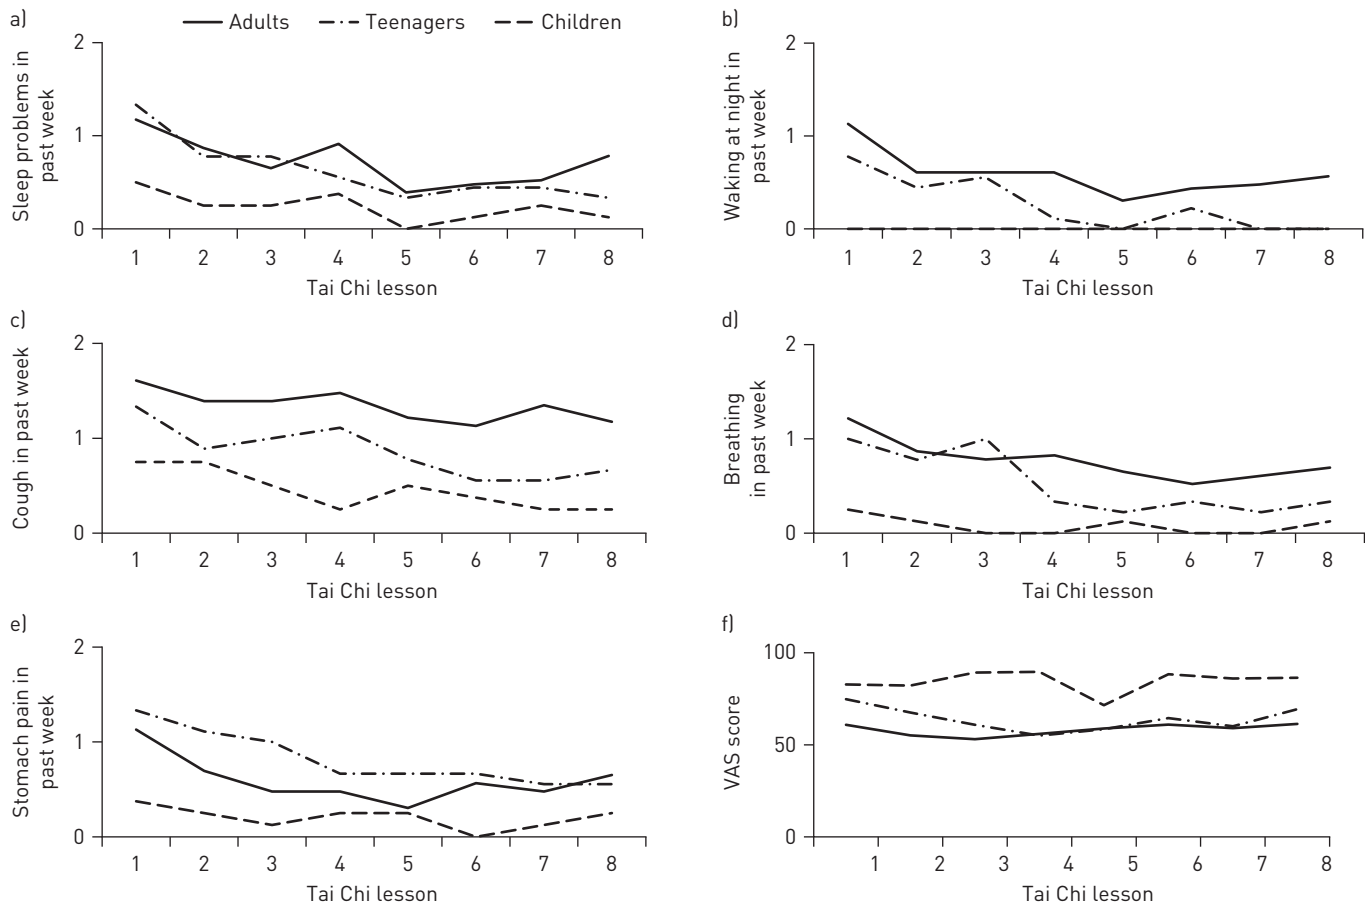 a)
Adults Teenagers Children
Sleep problems in
past week
2
1
0
1 2 3 4 5 6 7 8
Tai Chi lesson
b)
Waking at night in
past week
2
1
0
1 2 3 4 5 6 7 8
Tai Chi lesson
c)
Cough in past week
2
1
0
1 2 3 4 5 6 7 8
Tai Chi lesson
d)
Breathing
in past week
2
1
0
1 2 3 4 5 6 7 8
Tai Chi lesson
e)
Stomach pain in
past week
2
1
0
1 2 3 4 5 6 7 8
Tai Chi lesson
f)
VAS score
100
50
0
1 2 3 4 5 6 7 8
Tai Chi lesson